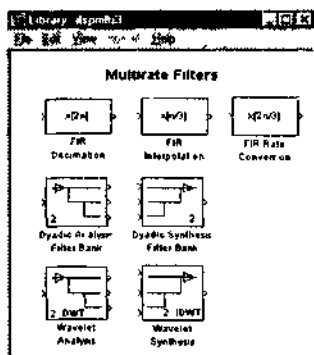 Library dspmlti3
File Edit View Help
Multirate Filters
x[2n] x[n/3] x[2n/3]
FIR Decimation
FIR Interpolation
FIR Rate Conversion
2 2
Dyadic Analysis Filter Bank
Dyadic Synthesis Filter Bank
2 DWT 2 IDWT
Wavelet Analysis
Wavelet Synthesis